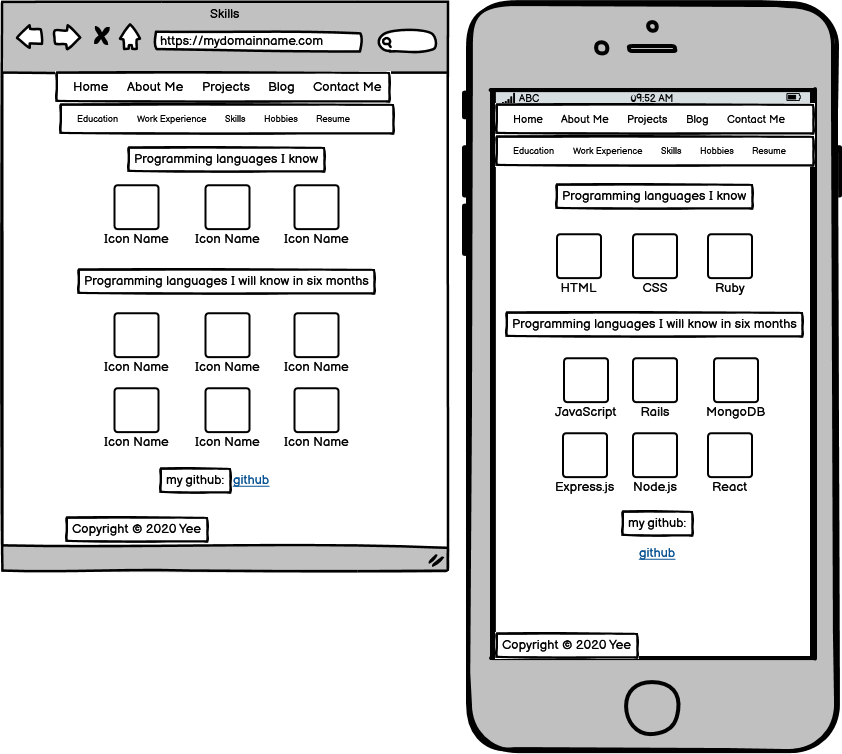 Skills
https://mydomainname.com
Home About Me Projects Blog Contact Me
Education Work Experience Skills Hobbies Resume
Programming languages I know
Icon Name Icon Name Icon Name
Programming languages I will know in six months
Icon Name Icon Name Icon Name
Icon Name Icon Name Icon Name
my github: github
Copyright © 2020 Yee
ABC 09:52 AM
Home About Me Projects Blog Contact Me
Education Work Experience Skills Hobbies Resume
Programming languages I know
HTML CSS Ruby
Programming languages I will know in six months
JavaScript Rails MongoDB
Express.js Node.js React
my github:
github
Copyright © 2020 Yee